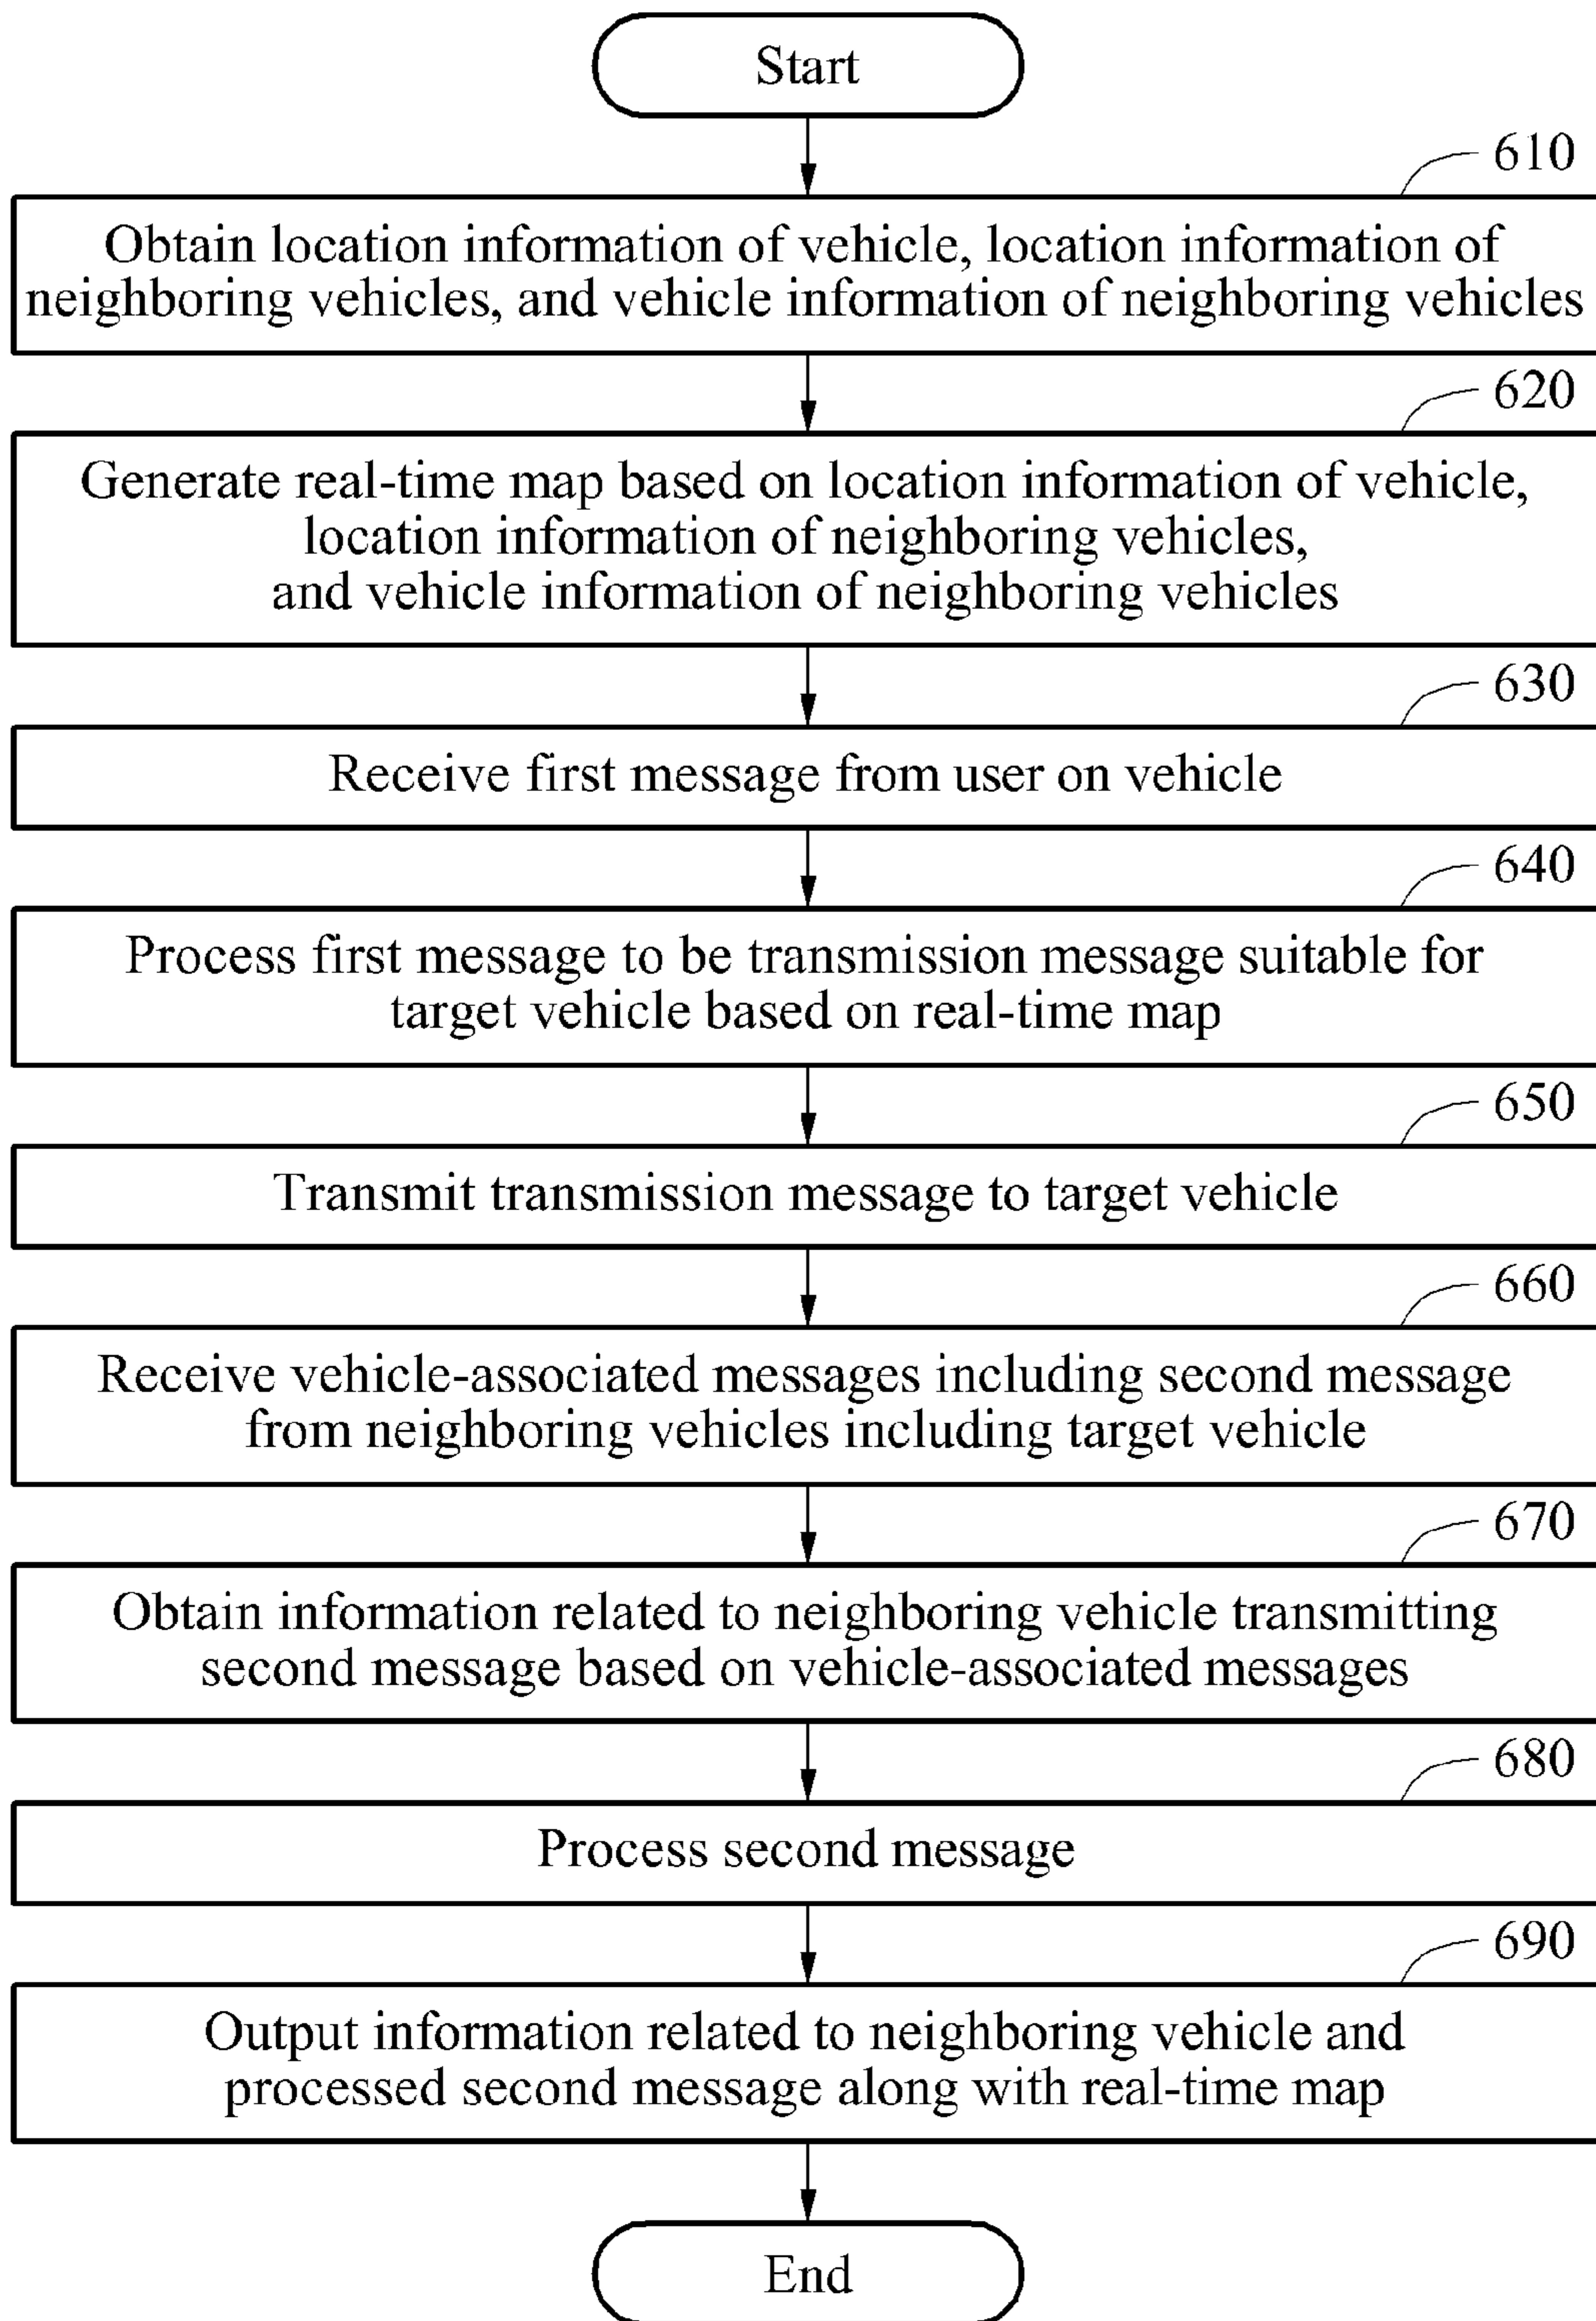 Start
610
Obtain location information of vehicle, location information of
neighboring vehicles, and vehicle information of neighboring vehicles
620
Generate real-time map based on location information of vehicle,
location information of neighboring vehicles,
and vehicle information of neighboring vehicles
630
Receive first message from user on vehicle
640
Process first message to be transmission message suitable for
target vehicle based on real-time map
650
Transmit transmission message to target vehicle
660
Receive vehicle-associated messages including second message
from neighboring vehicles including target vehicle
670
Obtain information related to neighboring vehicle transmitting
second message based on vehicle-associated messages
680
Process second message
690
Output information related to neighboring vehicle and
processed second message along with real-time map
End